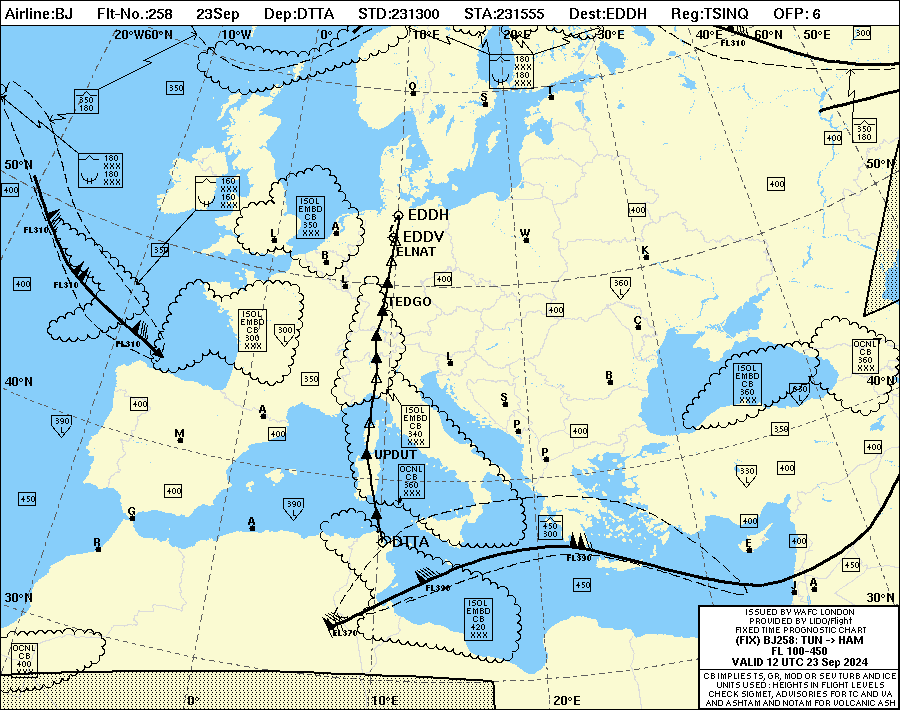 Airline:BJ Flt-No.:258 23Sep Dep:DTTA STD:231300 STA:231555 Dest:EDDH Reg:TSINQ OFP: 6
20°W60°N 10°W 0° 10°E 20°E 30°E 40°E 60°N 50°E
FL310
300
180
XXX
180
XXX
350
350
180
O
S
T
400
350
180
50°N
50°N
180
XXX
180
XXX
400
160
XXX
160
XXX
400
400
ISOL
EMBD
CB
350
XXX
EDDH
FL310
L
A
EDDV
W
350
ELNAT
B
K
400
FL310
L
400
360
L
TEDGO
400
ISOL
EMBD
CB
300
XXX
300
L
C
FL310
OCNL
CB
360
XXX
L
ISOL
EMBD
CB
360
XXX
40°N
350
B
40°N
630
L
400
A
ISOL
EMBD
CB
340
XXX
S
390
L
M
400
P
400
350
400
UPDUT
P
OCNL
CB
360
XXX
330
L
400
450
400
390
L
G
A
450
300
400
E
R
DTTA
400
FL390
450
FL390
450
J
A
30°N
30°N
ISOL
EMBD
CB
420
XXX
FL370
OCNL
CB
400
XXX
ISSUED BY WAFC LONDON
PROVIDED BY LIDO/Flight
FIXED TIME PROGNOSTIC CHART
(FIX) BJ258: TUN -> HAM
FL 100-450
VALID 12 UTC 23 Sep 2024
CB IMPLIES TS, GR, MOD OR SEV TURB AND ICE
UNITS USED: HEIGHTS IN FLIGHT LEVELS
CHECK SIGMET, ADVISORIES FOR TC AND VA
AND ASHTAM AND NOTAM FOR VOLCANIC ASH
0° 10°E 20°E